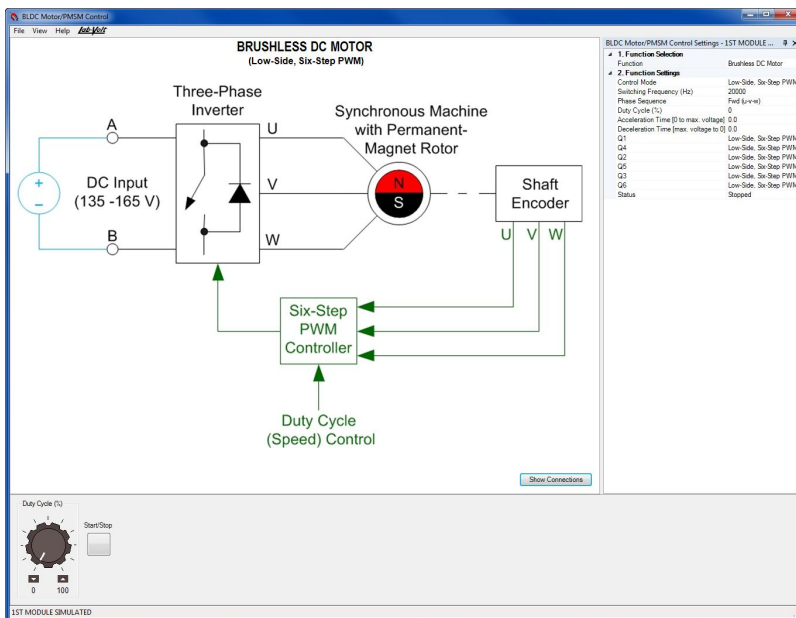 BLDC Motor/PMSM Control
File View Help Lab-Volt
BRUSHLESS DC MOTOR
(Low-Side, Six-Step PWM)
Three-Phase
Inverter
Synchronous Machine
with Permanent-
Magnet Rotor
A
U
DC Input
(135 -165 V)
V
N
S
Shaft
Encoder
B
W
U V W
Six-Step
PWM
Controller
Duty Cycle
(Speed) Control
Show Connections
BLDC Motor/PMSM Control Settings - 1ST MODULE ...
1. Function Selection
Function Brushless DC Motor
2. Function Settings
Control Mode Low-Side, Six-Step PWM
Switching Frequency (Hz) 20000
Phase Sequence Fwd (u-v-w)
Duty Cycle (%) 0
Acceleration Time [0 to max. voltage] 0.0
Deceleration Time [max. voltage to 0] 0.0
Q1 Low-Side, Six-Step PWM
Q4 Low-Side, Six-Step PWM
Q2 Low-Side, Six-Step PWM
Q5 Low-Side, Six-Step PWM
Q3 Low-Side, Six-Step PWM
Q6 Low-Side, Six-Step PWM
Status Stopped
Duty Cycle (%)
Start/Stop
0 100
1ST MODULE SIMULATED